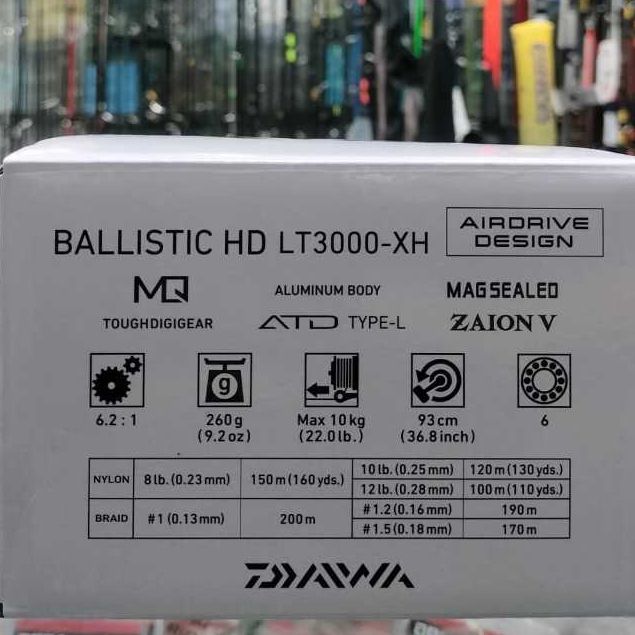 BALLISTIC HD LT3000-XH
AIRDRIVE
DESIGN
MQ
ALUMINUM BODY
MAGSEALED
TOUGHDIGIGEAR
ATD TYPE-L
ZAION V
g
6.2 : 1
260g
(9.2oz)
Max 10kg
(22.0lb.)
93cm
(36.8inch)
6
NYLON 8lb.(0.23mm) 150m(160yds.) 10lb.(0.25mm) 120m(130yds.)
12lb.(0.28mm) 100m(110yds.)
BRAID #1(0.13mm) 200m #1.2(0.16mm) 190m
#1.5(0.18mm) 170m
DAIWA